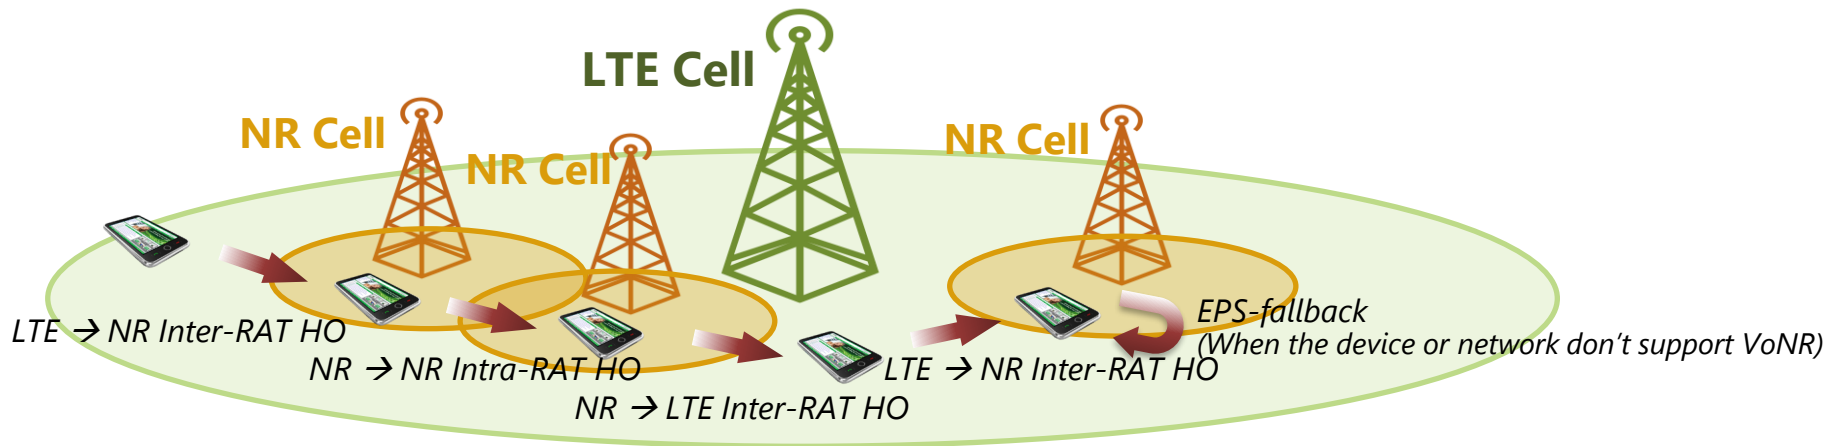 LTE Cell
NR Cell
NR Cell
NR Cell
LTE → NR Inter-RAT HO
NR → NR Intra-RAT HO
NR → LTE Inter-RAT HO
LTE → NR Inter-RAT HO
EPS-fallback
(When the device or network don't support VoNR)